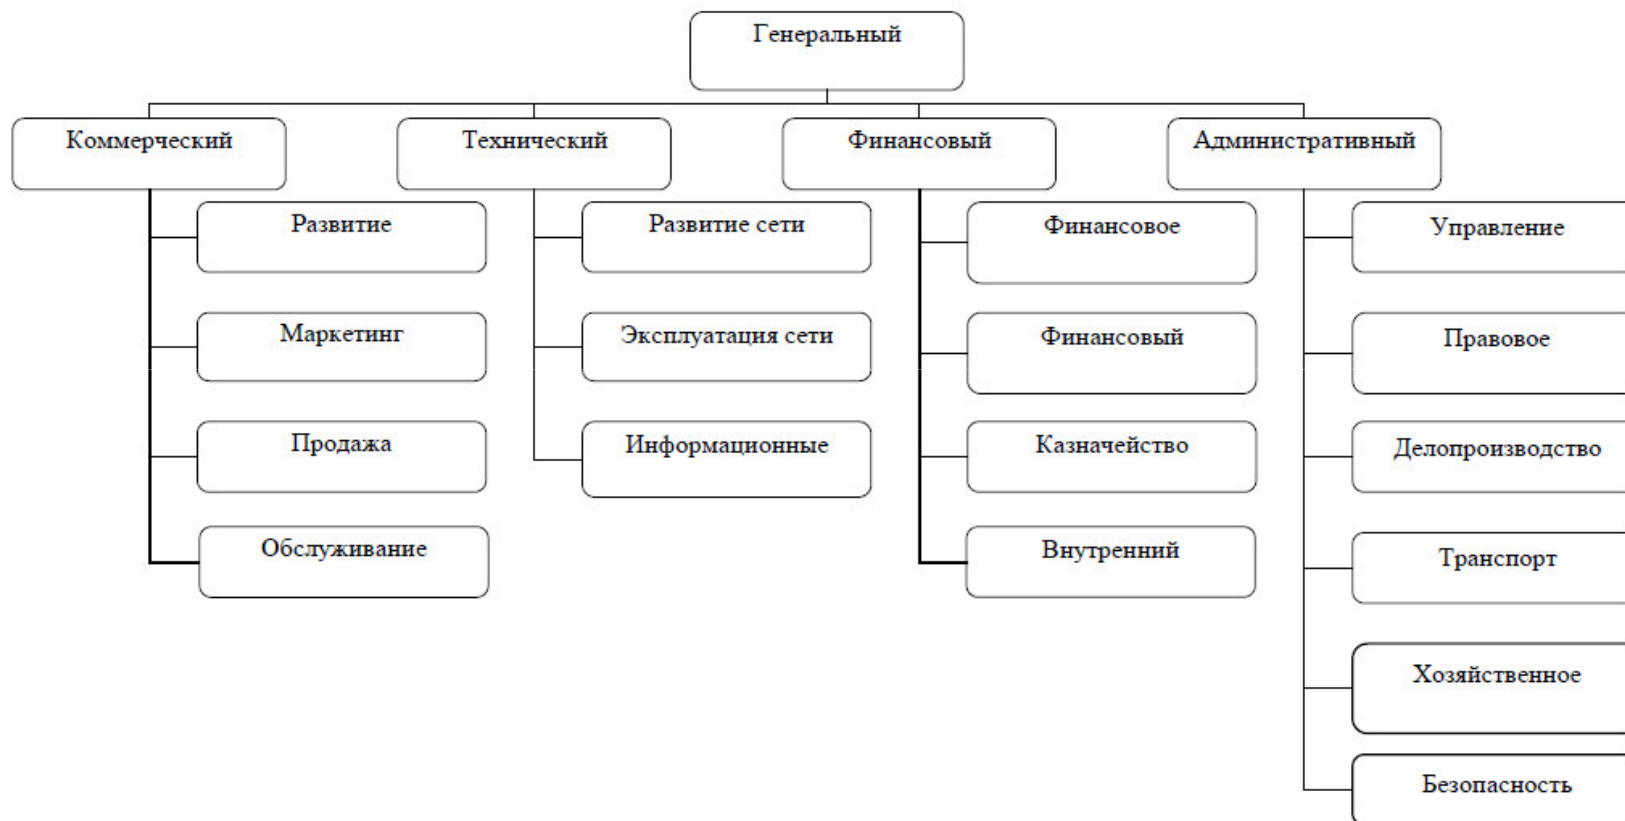 Генеральный
Коммерческий
Технический
Финансовый
Административный
Развитие
Развитие сети
Финансовое
Управление
Маркетинг
Эксплуатация сети
Финансовый
Правовое
Продажа
Информационные
Казначейство
Делопроизводство
Обслуживание
Внутренний
Транспорт
Хозяйственное
Безопасность